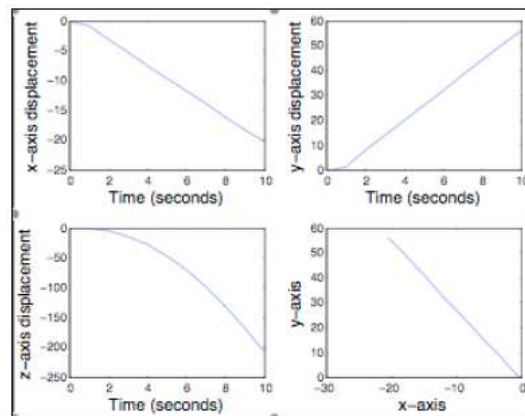 0
-5
-10
-15
-20
-25
x-axis displacement
0 2 4 6 8 10
Time (seconds)
60
50
40
30
20
10
0
y-axis displacement
0 2 4 6 8 10
Time (seconds)
0
-50
-100
-150
-200
-250
z-axis displacement
0 2 4 6 8 10
Time (seconds)
60
50
40
30
20
10
0
y-axis
-30 -20 -10 0
x-axis